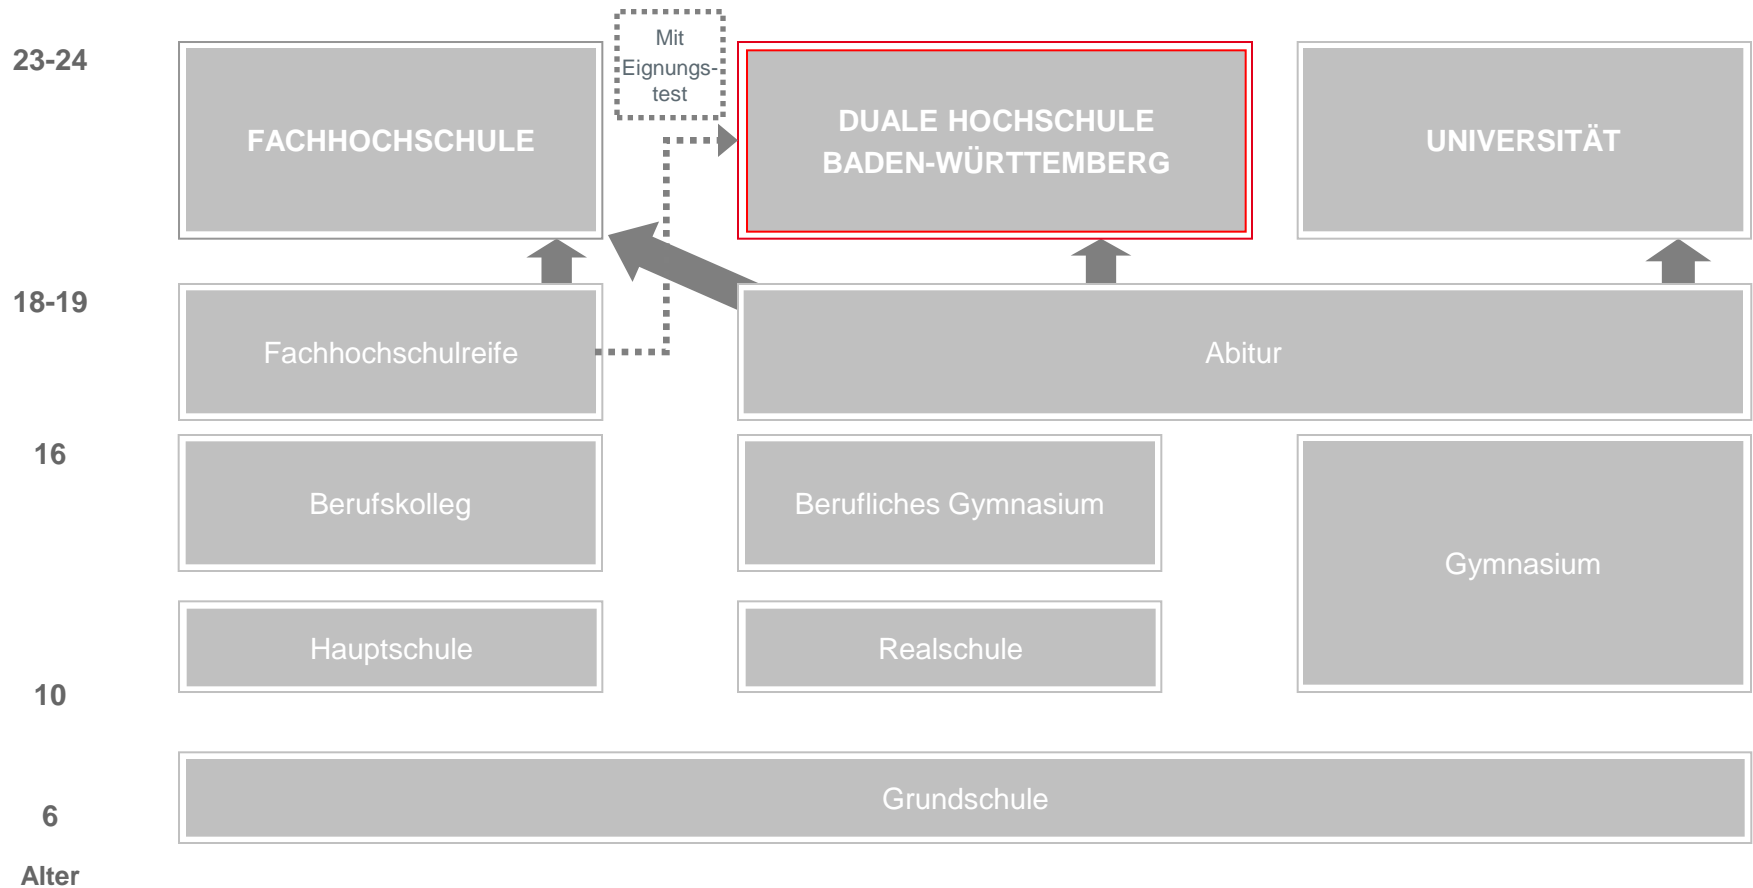 Mit
Eignungs-
test
23-24
FACHHOCHSCHULE
DUALE HOCHSCHULE
BADEN-WÜRTTEMBERG
UNIVERSITÄT
18-19
Fachhochschulreife
Abitur
16
Berufskolleg
Berufliches Gymnasium
Gymnasium
Hauptschule
Realschule
10
Grundschule
6
Alter